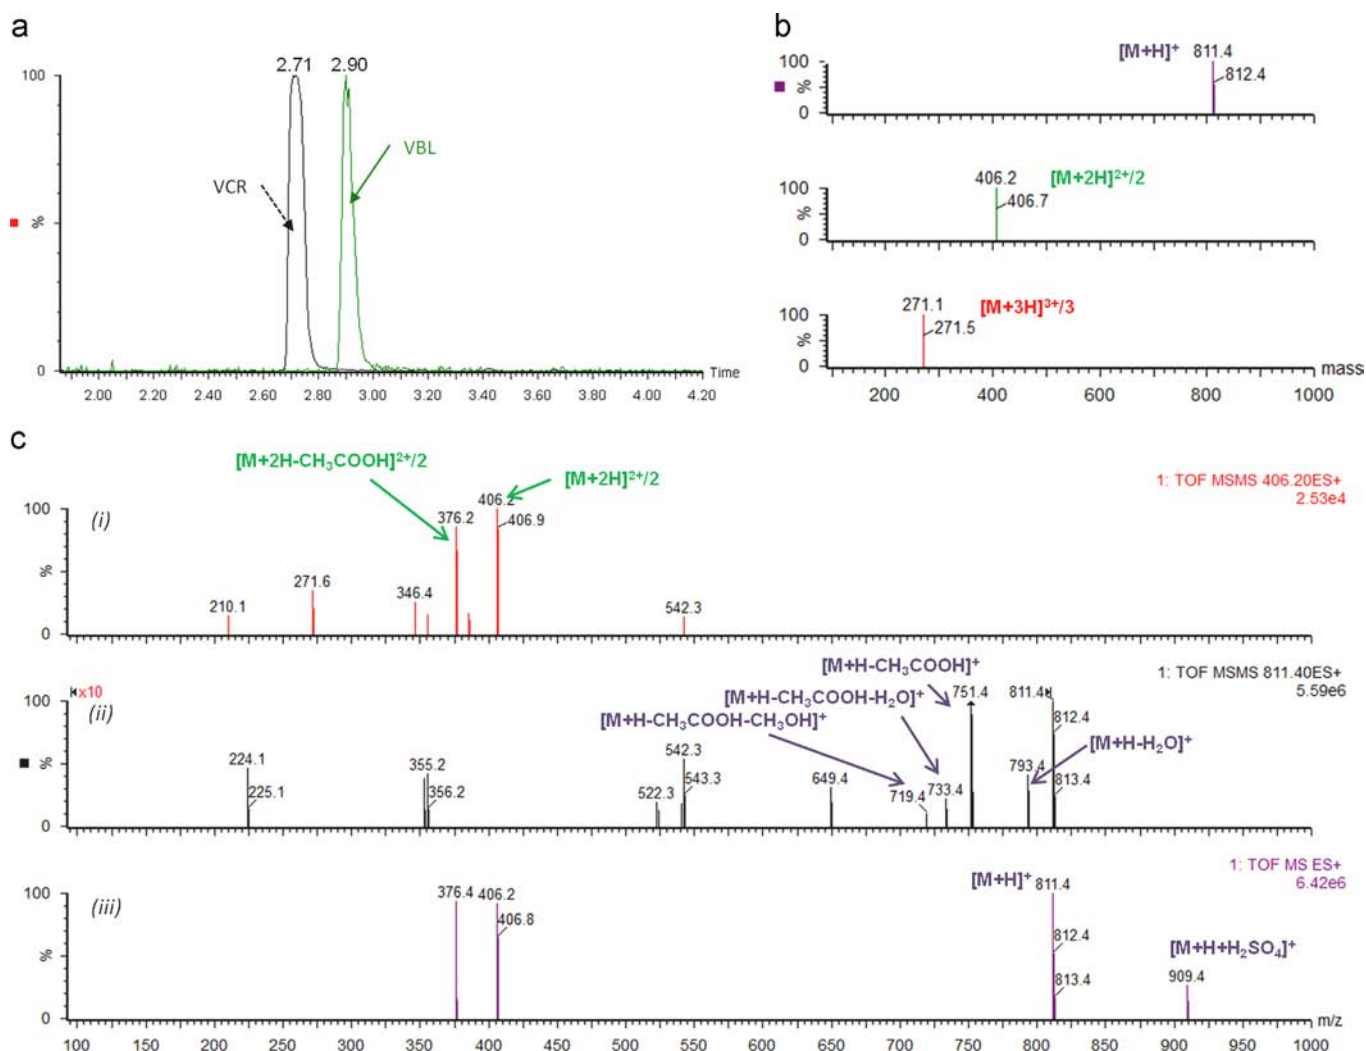 a
2.71 2.90
100
VCR
VBL
%
0
Time
2.00 2.20 2.40 2.60 2.80 3.00 3.20 3.40 3.60 3.80 4.00 4.20
b
[M+H]⁺ 811.4
812.4
100
%
0
406.2 [M+2H]²⁺/2
406.7
100
%
0
271.1 [M+3H]³⁺/3
271.5
100
%
0
mass
200 400 600 800 1000
c
[M+2H-CH₃COOH]²⁺/2
[M+2H]²⁺/2
1: TOF MSMS 406.20ES+
2.53e4
100
(i)
%
0
210.1
271.6
346.4
376.2
406.2
406.9
542.3
[M+H-CH₃COOH]⁺
[M+H-CH₃COOH-H₂O]⁺
[M+H-CH₃COOH-CH₃OH]⁺
[M+H-H₂O]⁺
1: TOF MSMS 811.40ES+
5.59e6
x10
100
(ii)
%
0
224.1
225.1
355.2
356.2
522.3
542.3
543.3
649.4
719.4
733.4
751.4
793.4
811.4
812.4
813.4
1: TOF MS ES+
6.42e6
100
(iii)
%
0
376.4
406.2
406.8
[M+H]⁺
811.4
812.4
813.4
[M+H+H₂SO₄]⁺
909.4
m/z
100 150 200 250 300 350 400 450 500 550 600 650 700 750 800 850 900 950 1000